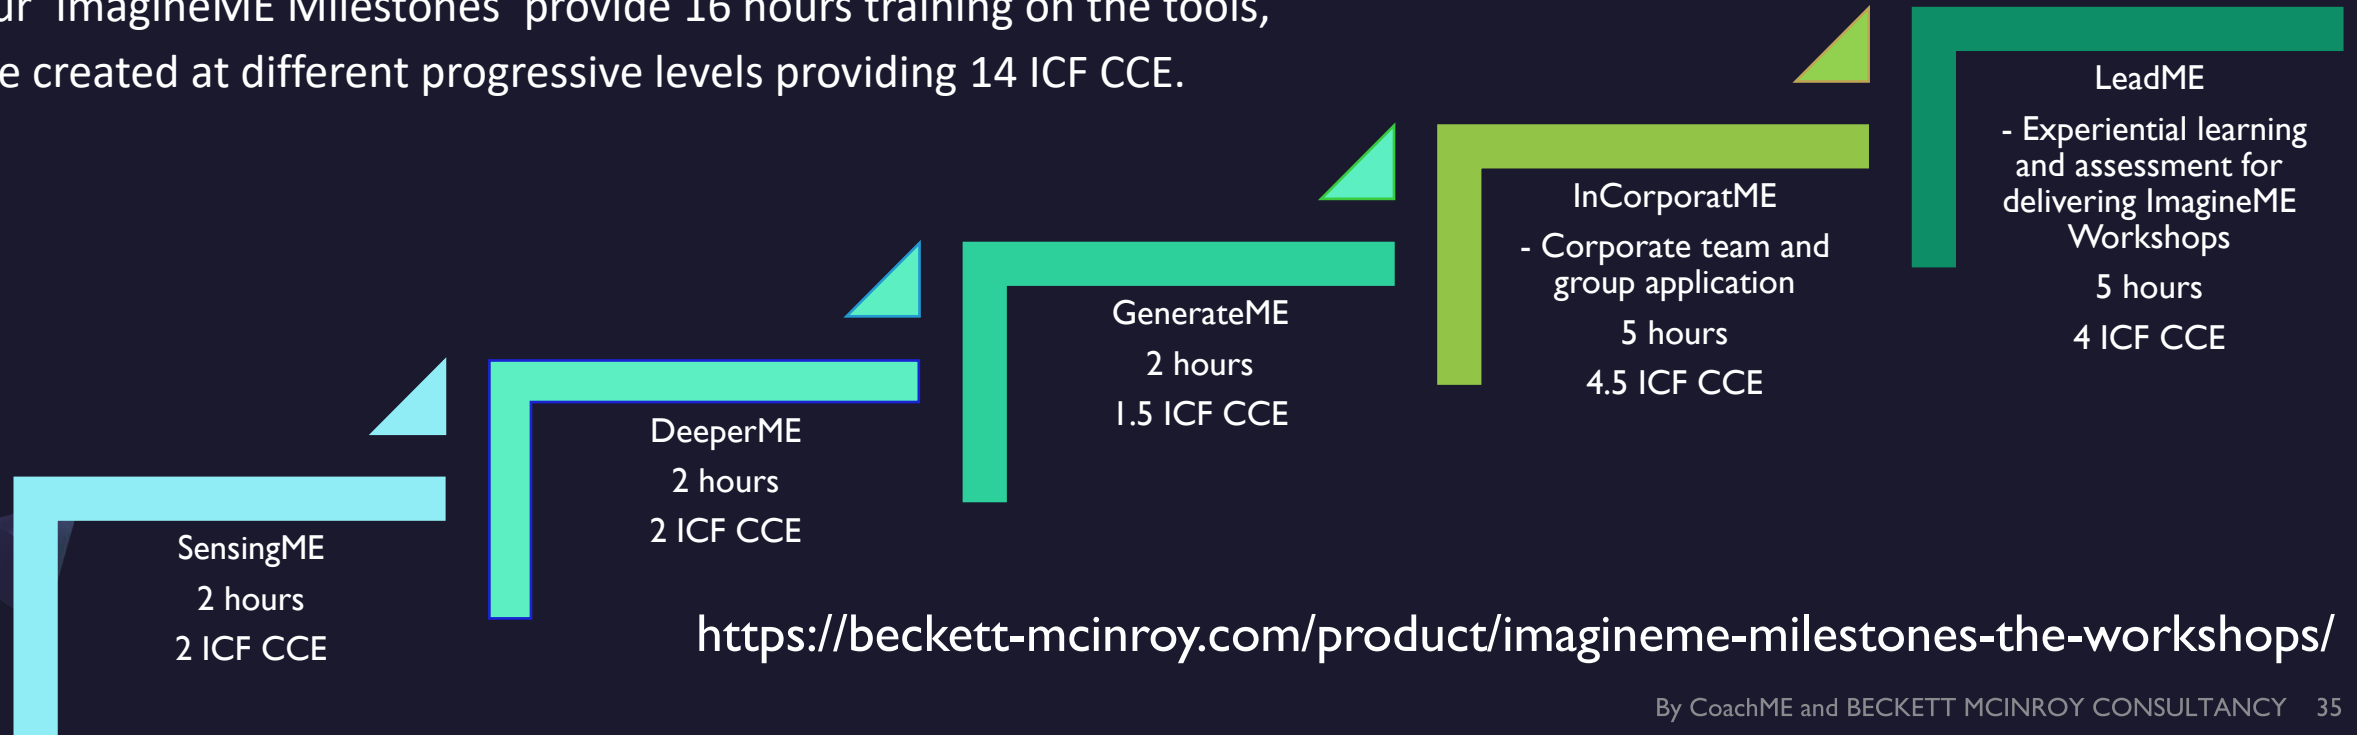 ImagineME Milestones' provide 16 hours training on the tools,
created at different progressive levels providing 14 ICF CCE.
SensingME
2 hours
2 ICF CCE
DeeperME
2 hours
2 ICF CCE
GenerateME
2 hours
1.5 ICF CCE
InCorporatME
- Corporate team and
group application
5 hours
4.5 ICF CCE
LeadME
- Experiential learning
and assessment for
delivering ImagineME
Workshops
5 hours
4 ICF CCE
https://beckett-mcinroy.com/product/imagineme-milestones-the-workshops/
By CoachME and BECKETT MCINROY CONSULTANCY 35